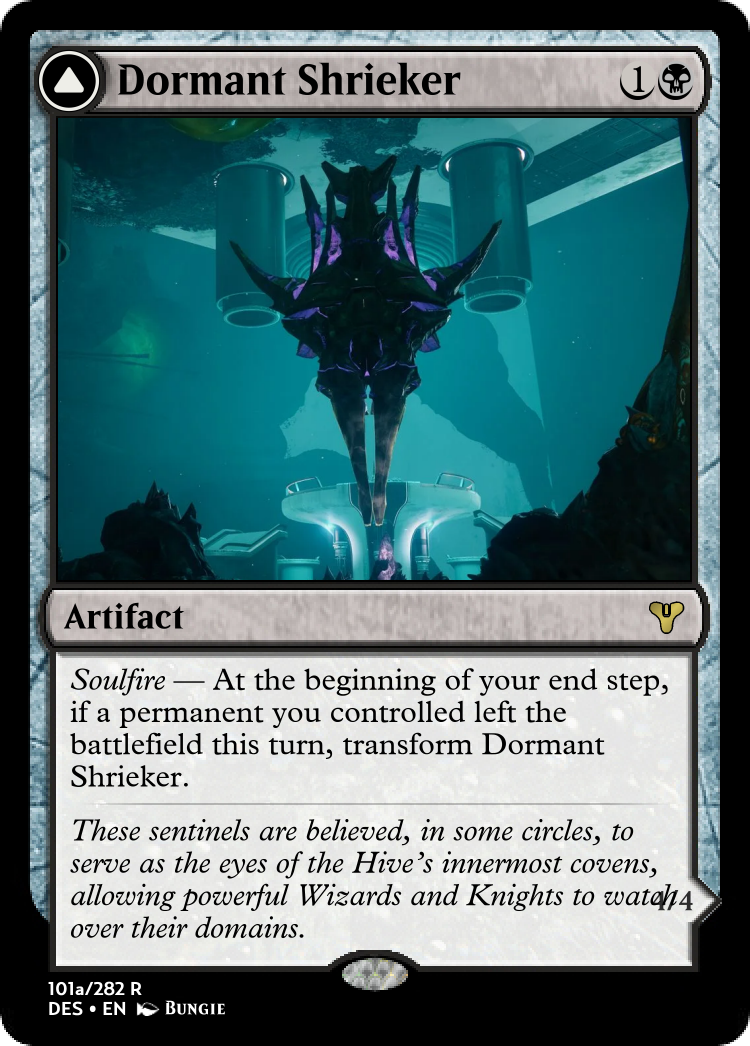 Dormant Shrieker 1
Artifact
Soulfire — At the beginning of your end step,
if a permanent you controlled left the
battlefield this turn, transform Dormant
Shrieker.
These sentinels are believed, in some circles, to
serve as the eyes of the Hive's innermost covens,
allowing powerful Wizards and Knights to watch
4/4
over their domains.
101a/282 R
DES • EN BUNGIE